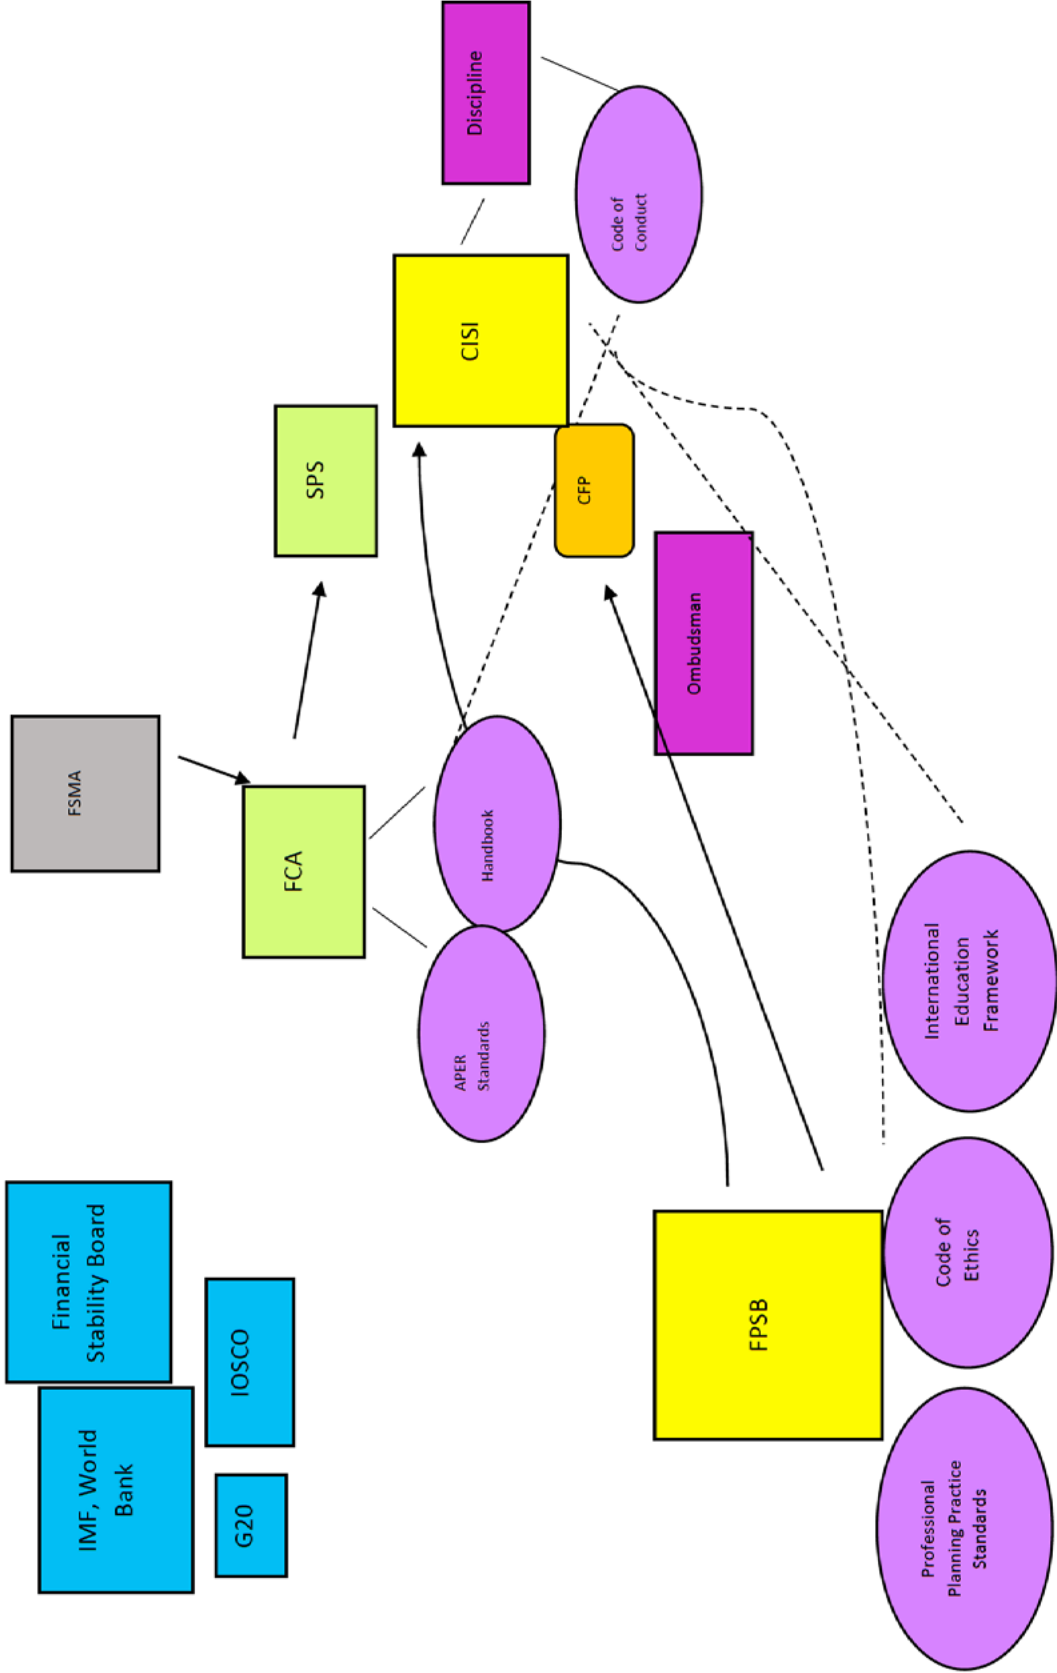 IMF, World
Bank
Financial
Stability Board
G20
IOSCO
FSMA
FCA
SPS
APER
Standards
Handbook
CISI
Discipline
Code of
Conduct
CFP
Ombudsman
FPSB
Professional
Planning Practice
Standards
Code of
Ethics
International
Education
Framework